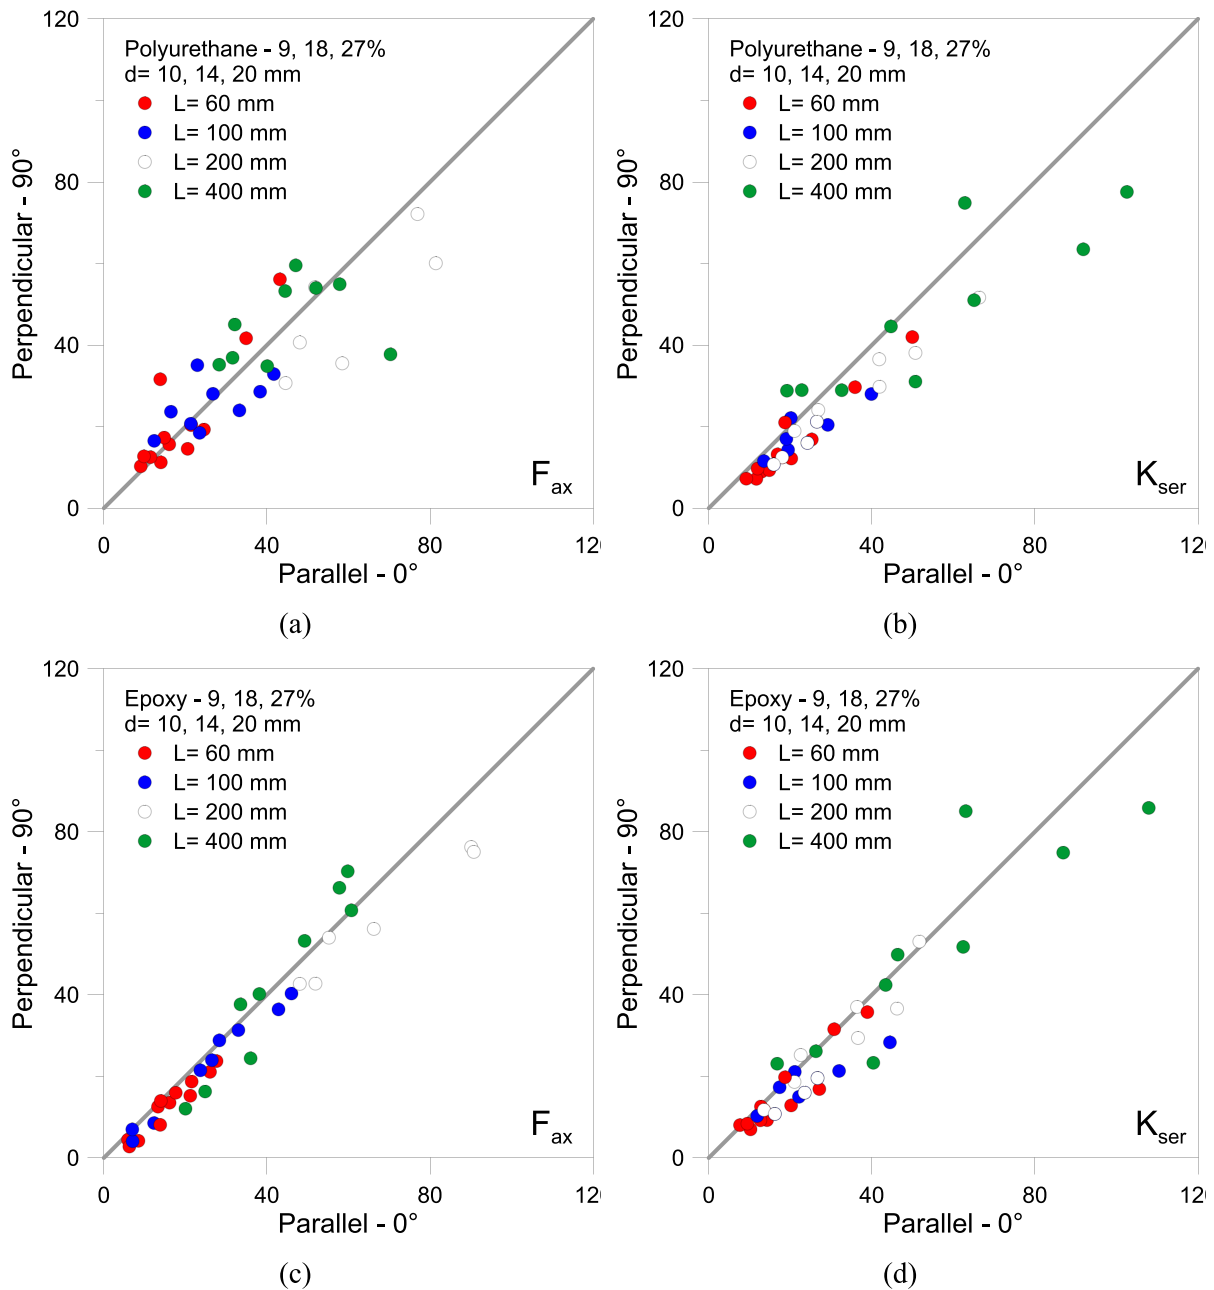 120
80
40
0
Perpendicular - 90°
Polyurethane - 9, 18, 27%
d= 10, 14, 20 mm
L= 60 mm
L= 100 mm
L= 200 mm
L= 400 mm
F_ax
0 40 80 12
Parallel - 0°
(a)
120
80
40
0
Perpendicular - 90°
Polyurethane - 9, 18, 27%
d= 10, 14, 20 mm
L= 60 mm
L= 100 mm
L= 200 mm
L= 400 mm
K_ser
0 40 80 12
Parallel - 0°
(b)
120
80
40
0
Perpendicular - 90°
Epoxy - 9, 18, 27%
d= 10, 14, 20 mm
L= 60 mm
L= 100 mm
L= 200 mm
L= 400 mm
F_ax
0 40 80 12
Parallel - 0°
(c)
120
80
40
0
Perpendicular - 90°
Epoxy - 9, 18, 27%
d= 10, 14, 20 mm
L= 60 mm
L= 100 mm
L= 200 mm
L= 400 mm
K_ser
0 40 80 12
Parallel - 0°
(d)